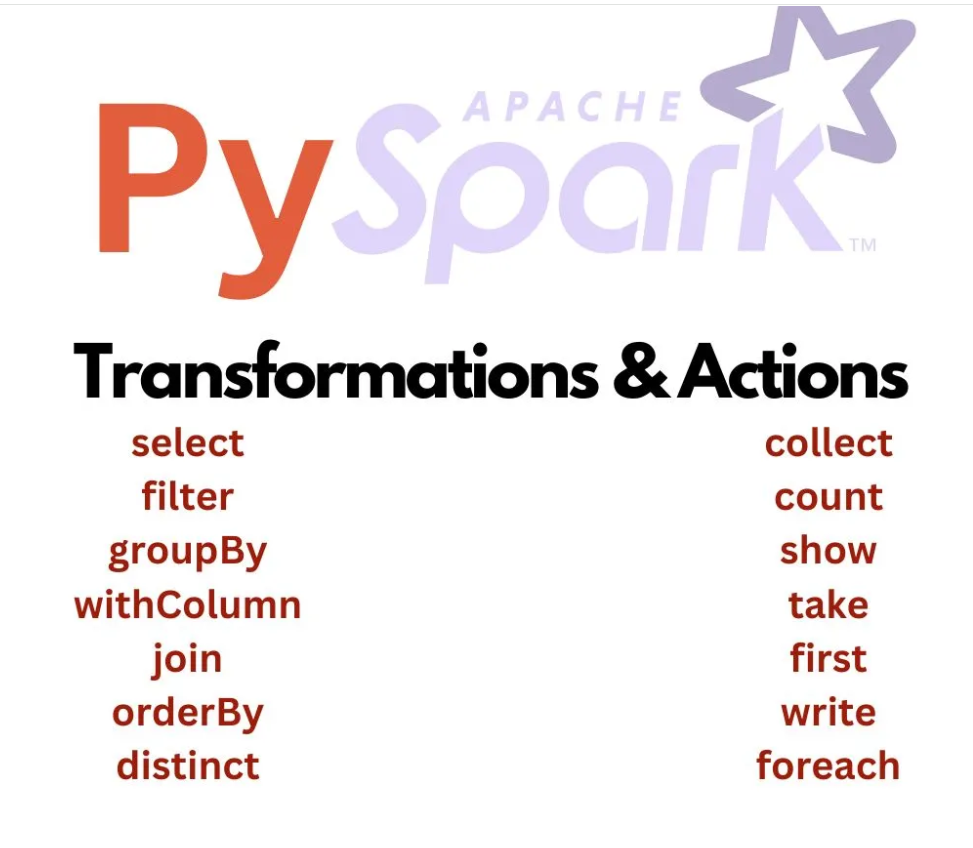 APACHE
PySpark™
Transformations & Actions
select
filter
groupBy
withColumn
join
orderBy
distinct
collect
count
show
take
first
write
foreach